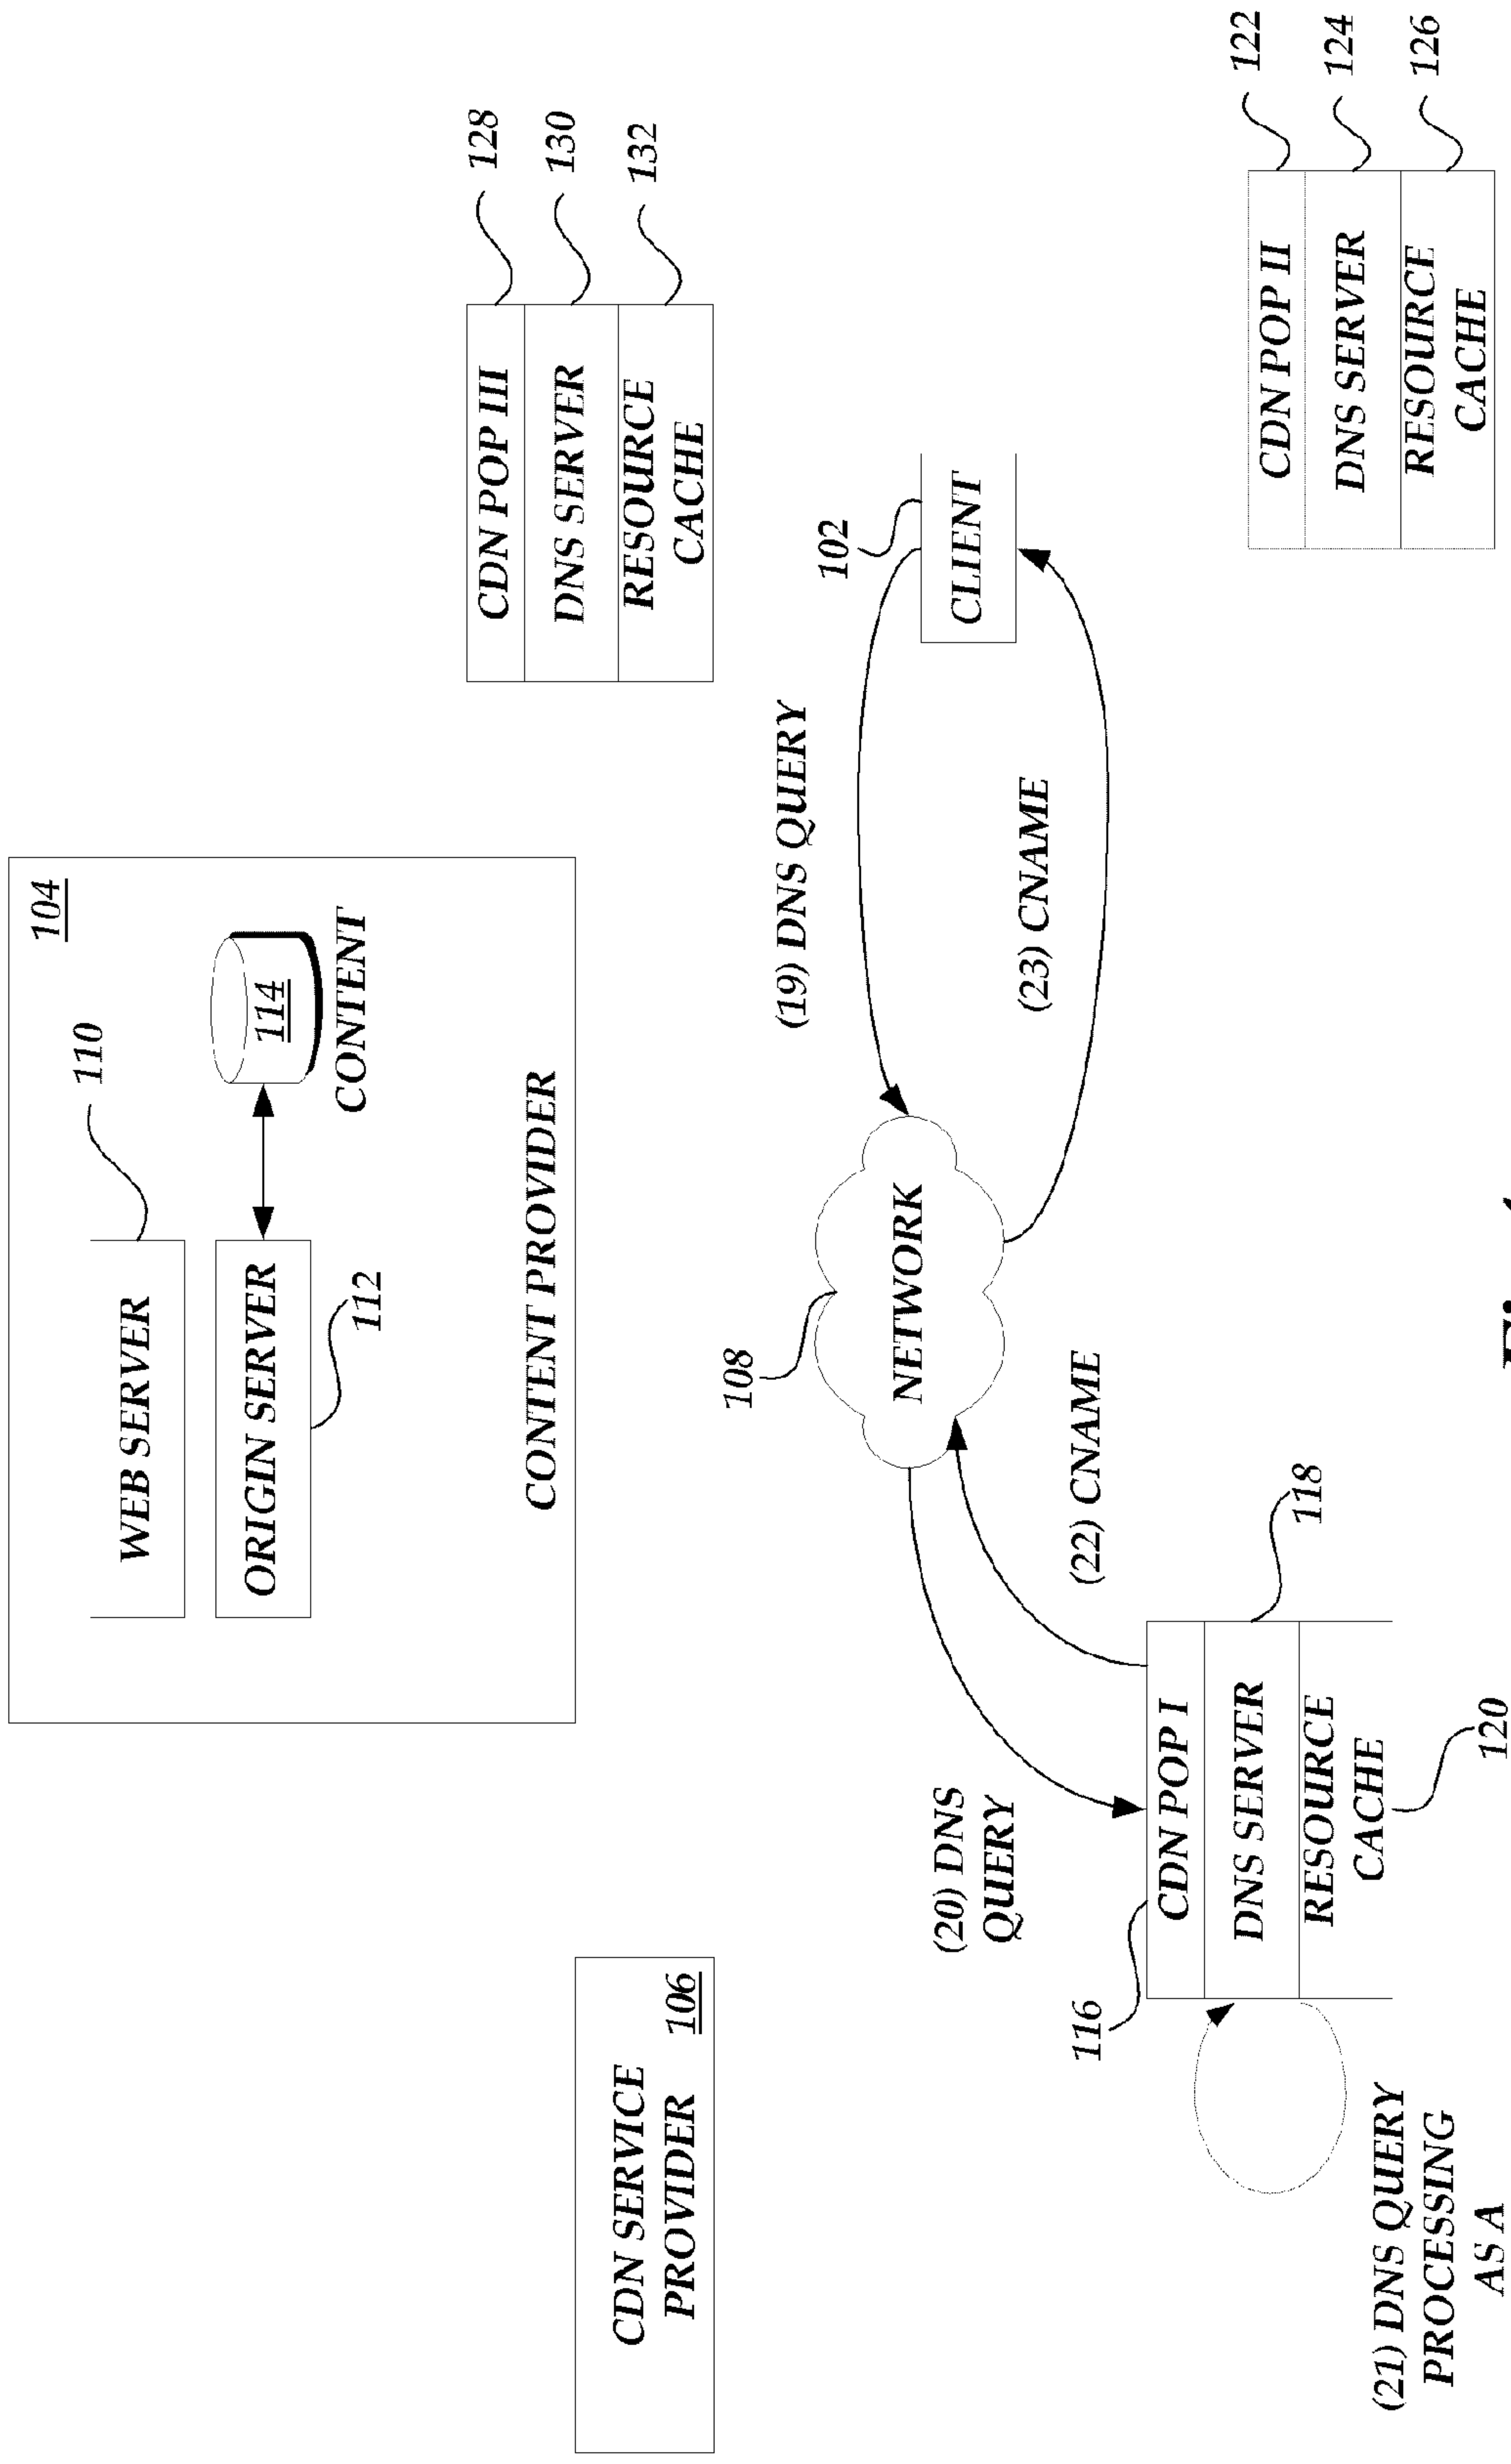 104
110
WEB SERVER
ORIGIN SERVER
114
CONTENT
112
CONTENT PROVIDER
CDN SERVICE
PROVIDER 106
CDN POP III
DNS SERVER
RESOURCE
CACHE
128
130
132
108
NETWORK
(19) DNS QUERY
102
CLIENT
(23) CNAME
(20) DNS
QUERY
(22) CNAME
116
CDN POP I
DNS SERVER
RESOURCE
CACHE
118
120
(21) DNS QUERY
PROCESSING
AS A
CDN POP II
DNS SERVER
RESOURCE
CACHE
122
124
126